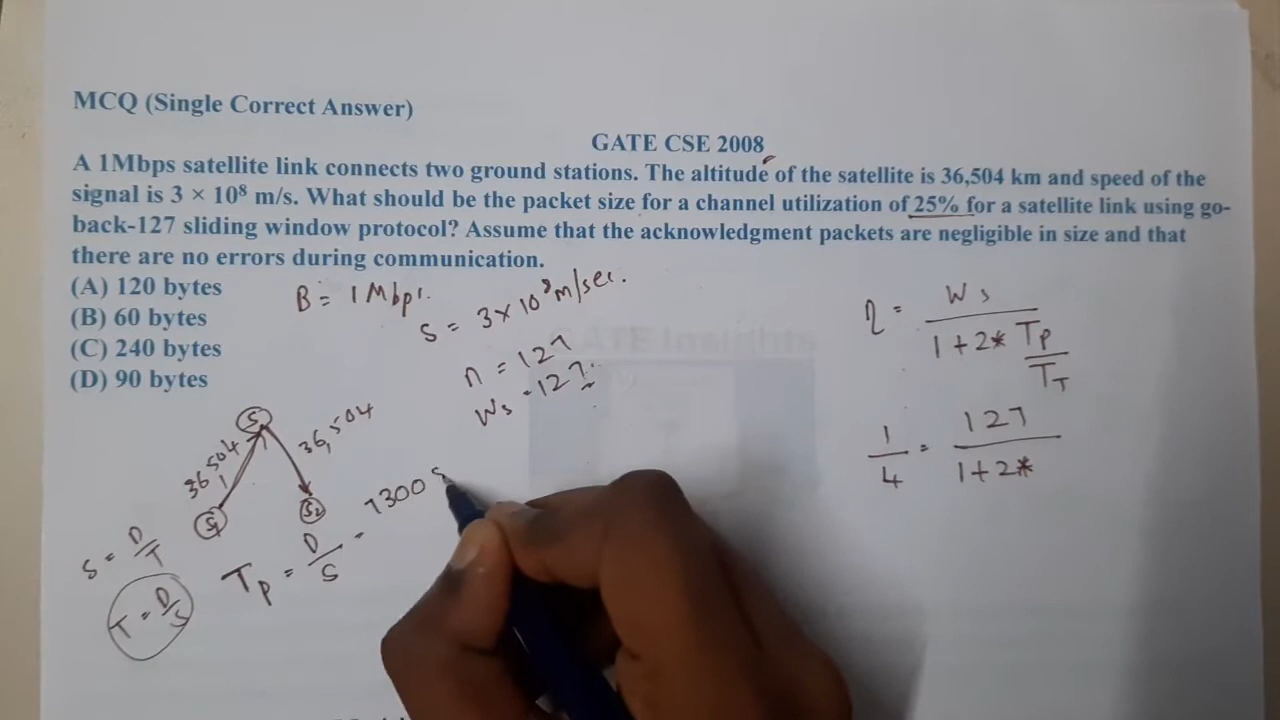 MCQ (Single Correct Answer)
GATE CSE 2008
A 1Mbps satellite link connects two ground stations. The altitude of the satellite is 36,504 km and speed of the
signal is 3 × 10⁸ m/s. What should be the packet size for a channel utilization of 25% for a satellite link using go-
back-127 sliding window protocol? Assume that the acknowledgment packets are negligible in size and that
there are no errors during communication.
(A) 120 bytes
(B) 60 bytes
(C) 240 bytes
(D) 90 bytes
B = 1Mbps.
S = 3 × 10⁸ m/sec.
n = 127
Ws = 127.
η = Ws / 1 + 2* TP / TT
1/4 = 127 / 1 + 2*
S
36,504
36,504
S1
S2
S = D/T
T = D/S
TP = D/S = 7300 S
GATE Insights